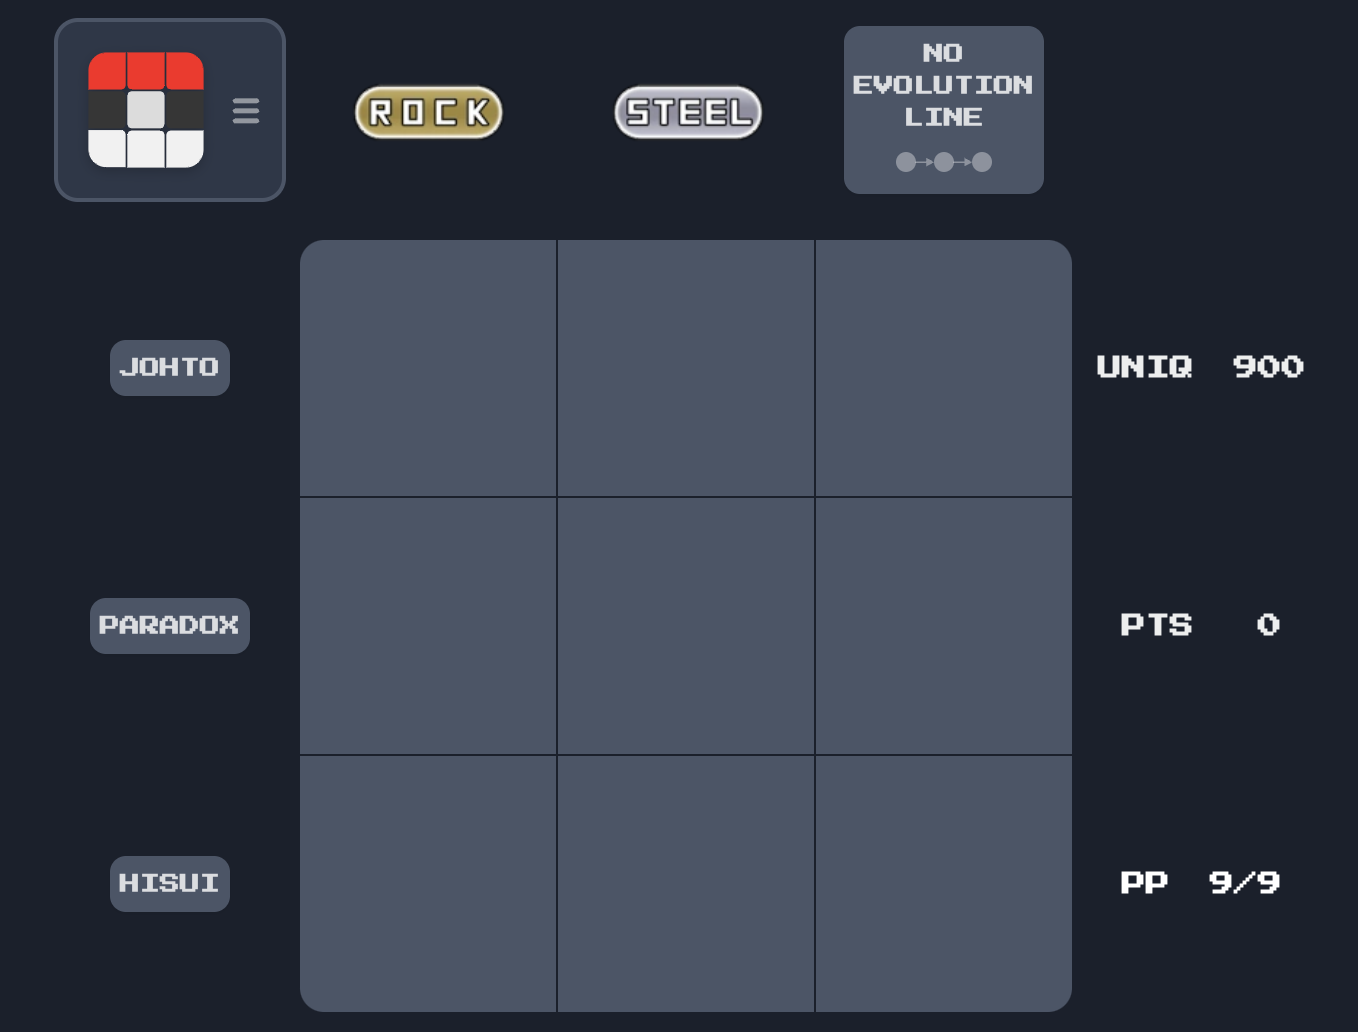 ROCK
STEEL
NO
EVOLUTION
LINE
JOHTO
UNIQ 900
PARADOX
PTS 0
HISUI
PP 9/9